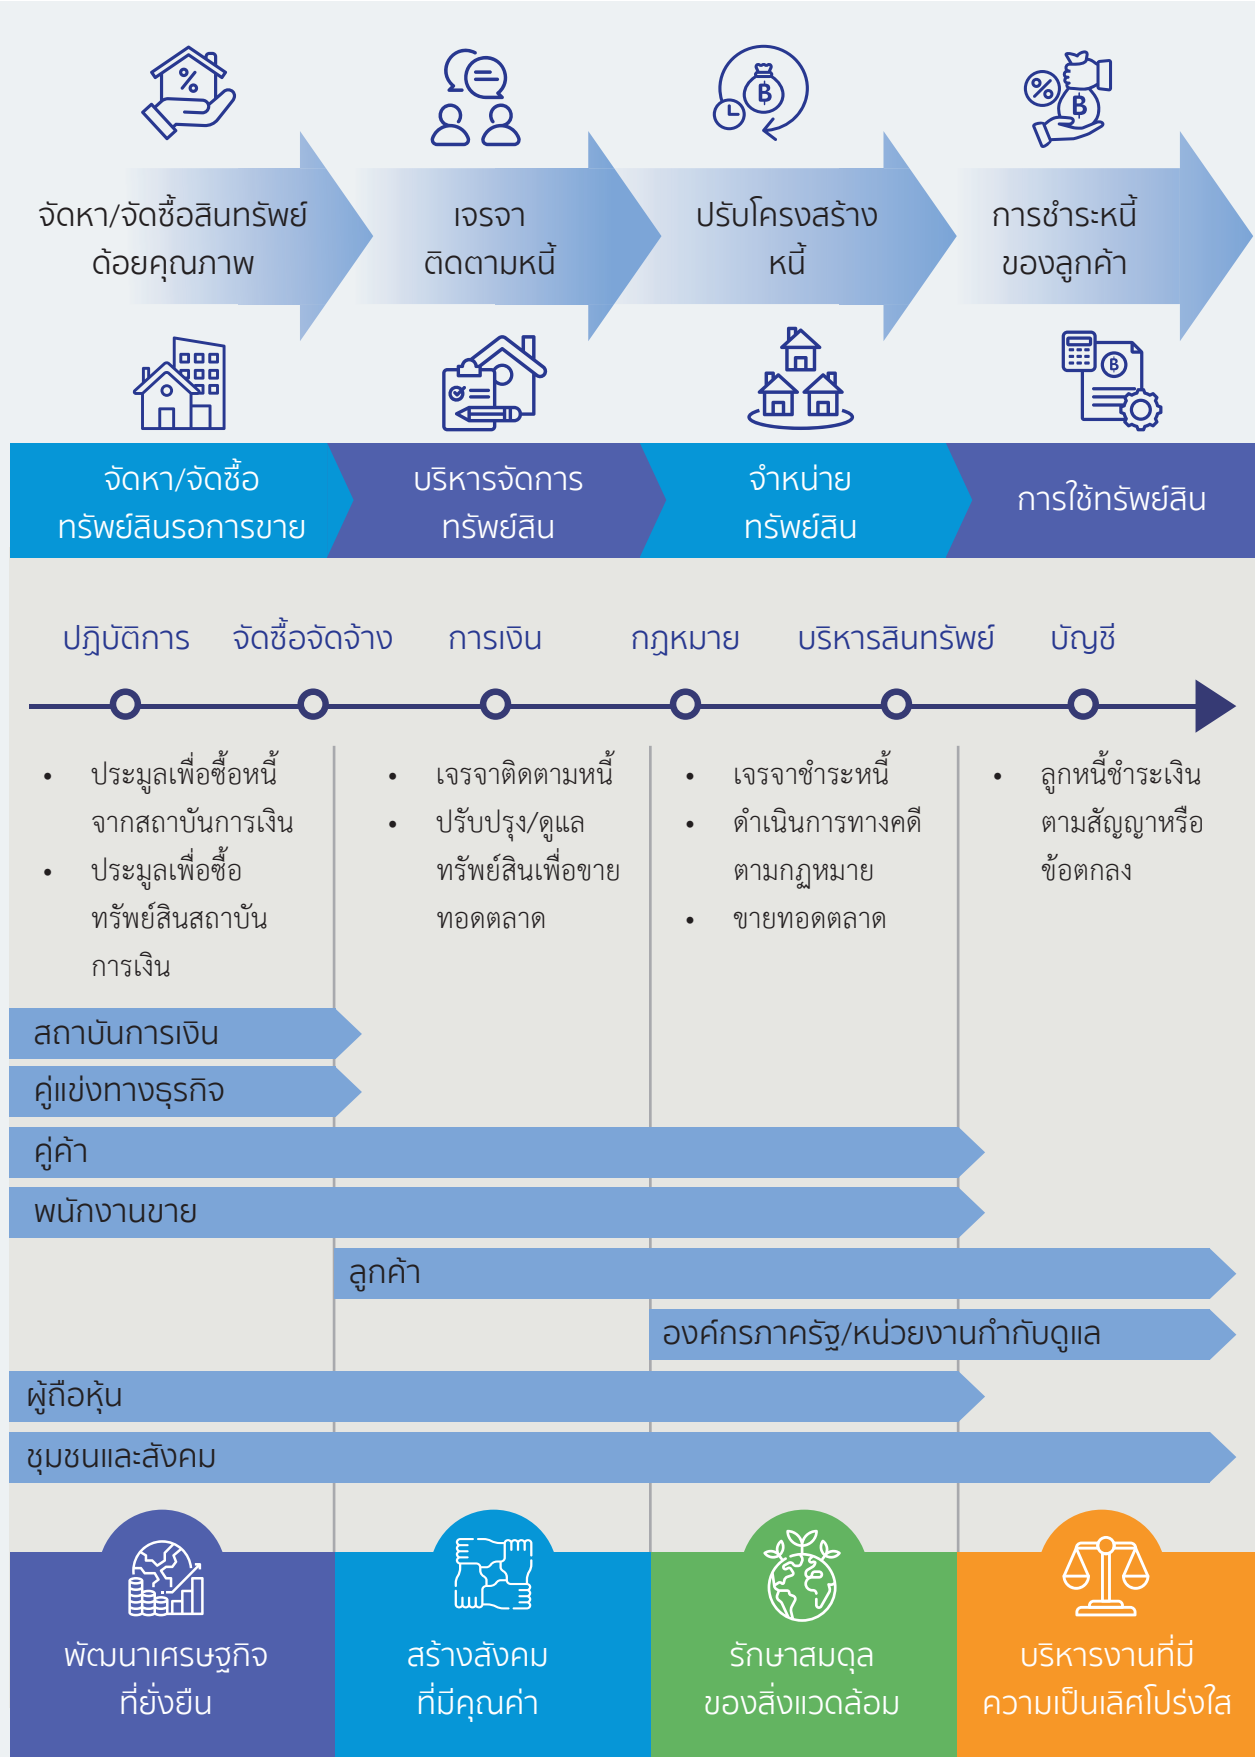 จัดหา/จัดซื้อสินทรัพย์
ด้อยคุณภาพ
เจรจา
ติดตามหนี้
ปรับโครงสร้าง
หนี้
การชำระหนี้
ของลูกค้า
จัดหา/จัดซื้อ
ทรัพย์สินรอการขาย
บริหารจัดการ
ทรัพย์สิน
จำหน่าย
ทรัพย์สิน
การใช้ทรัพย์สิน
ปฏิบัติการ
จัดซื้อจัดจ้าง
การเงิน
กฎหมาย
บริหารสินทรัพย์
บัญชี
• ประมูลเพื่อซื้อหนี้
จากสถาบันการเงิน
• ประมูลเพื่อซื้อ
ทรัพย์สินสถาบัน
การเงิน
• เจรจาติดตามหนี้
• ปรับปรุง/ดูแล
ทรัพย์สินเพื่อขาย
ทอดตลาด
• เจรจาชำระหนี้
• ดำเนินการทางคดี
ตามกฎหมาย
• ขายทอดตลาด
• ลูกหนี้ชำระเงิน
ตามสัญญาหรือ
ข้อตกลง
สถาบันการเงิน
คู่แข่งทางธุรกิจ
คู่ค้า
พนักงานขาย
ลูกค้า
องค์กรภาครัฐ/หน่วยงานกำกับดูแล
ผู้ถือหุ้น
ชุมชนและสังคม
พัฒนาเศรษฐกิจ
ที่ยั่งยืน
สร้างสังคม
ที่มีคุณค่า
รักษาสมดุล
ของสิ่งแวดล้อม
บริหารงานที่มี
ความเป็นเลิศโปร่งใส